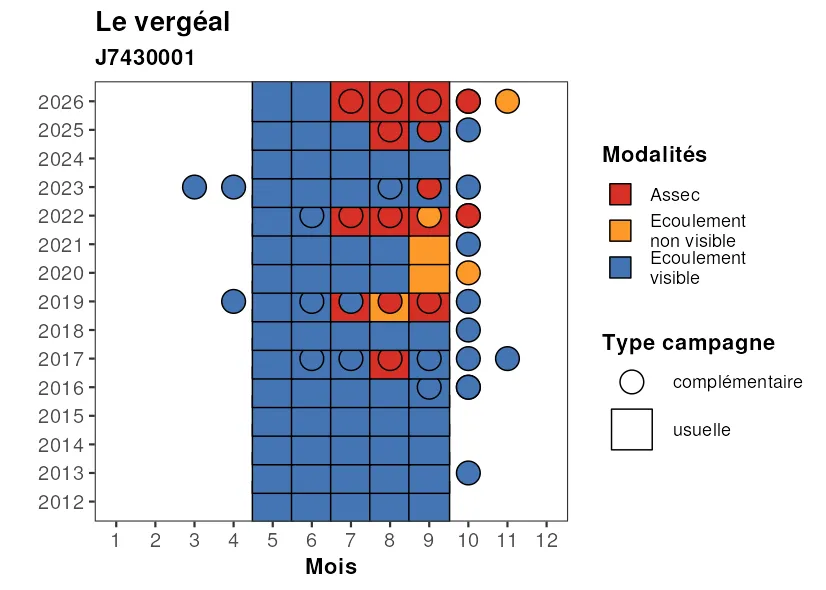 Le vergéal
J7430001
2026
2025
2024
2023
2022
2021
2020
2019
2018
2017
2016
2015
2014
2013
2012
1 2 3 4 5 6 7 8 9 10 11 12
Mois
Modalités
Assec
Ecoulement
non visible
Ecoulement
visible
Type campagne
complémentaire
usuelle